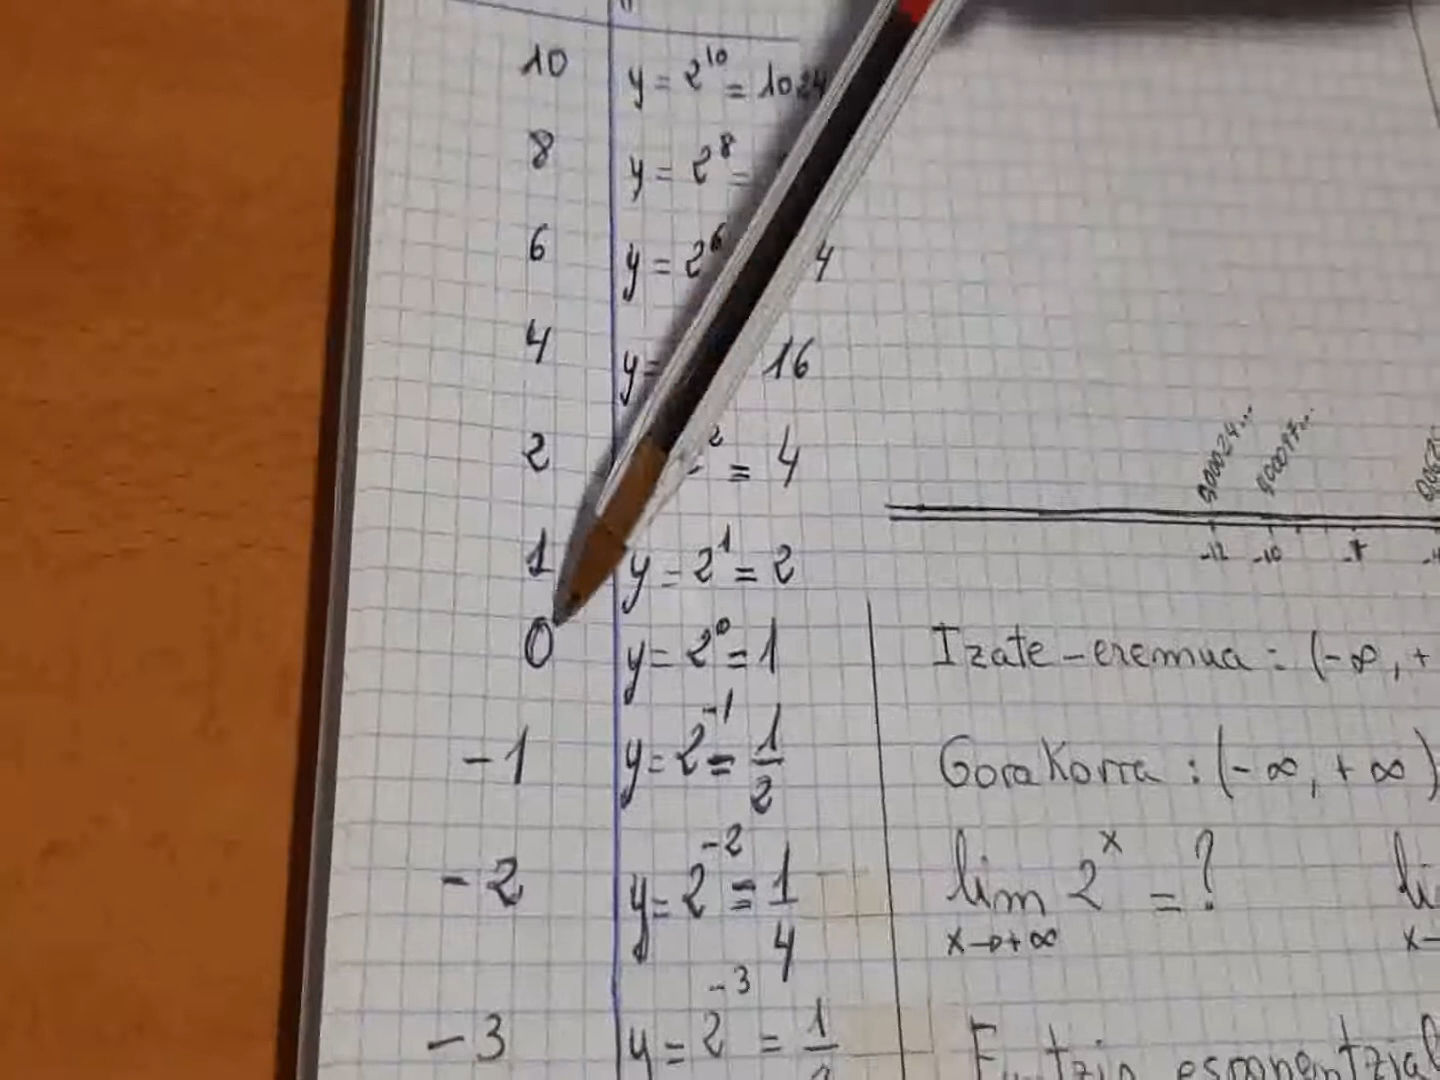 10 y = 2^10 = 1024
8 y = 2^8 =
6 y = 2^6 4
4 y = 16
2 2 = 4
1 y = 2^1 = 2
0 y = 2^0 = 1
-1 y = 2^-1 = 1/2
-2 y = 2^-2 = 1/4
-3 y = 2^-3 = 1
-12 -10
Izate-eremua : (-∞, +
Gorakorra : (-∞, +∞)
lim 2^x = ?
x→+∞
x→